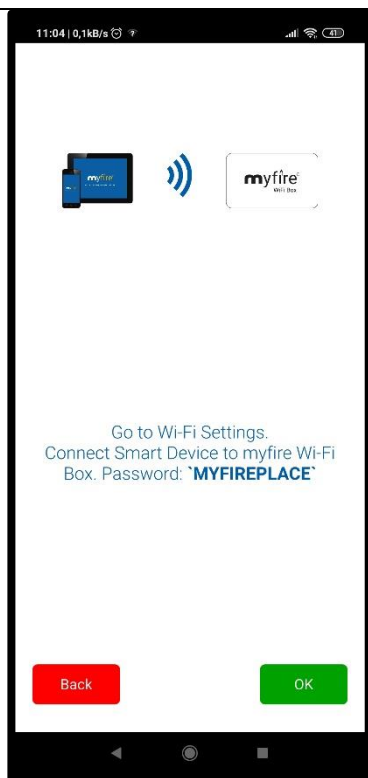 11:04 | 0,1kB/s
41
myfire
myfire
Wi-Fi Box
Go to Wi-Fi Settings.
Connect Smart Device to myfire Wi-Fi
Box. Password: `MYFIREPLACE`
Back
OK